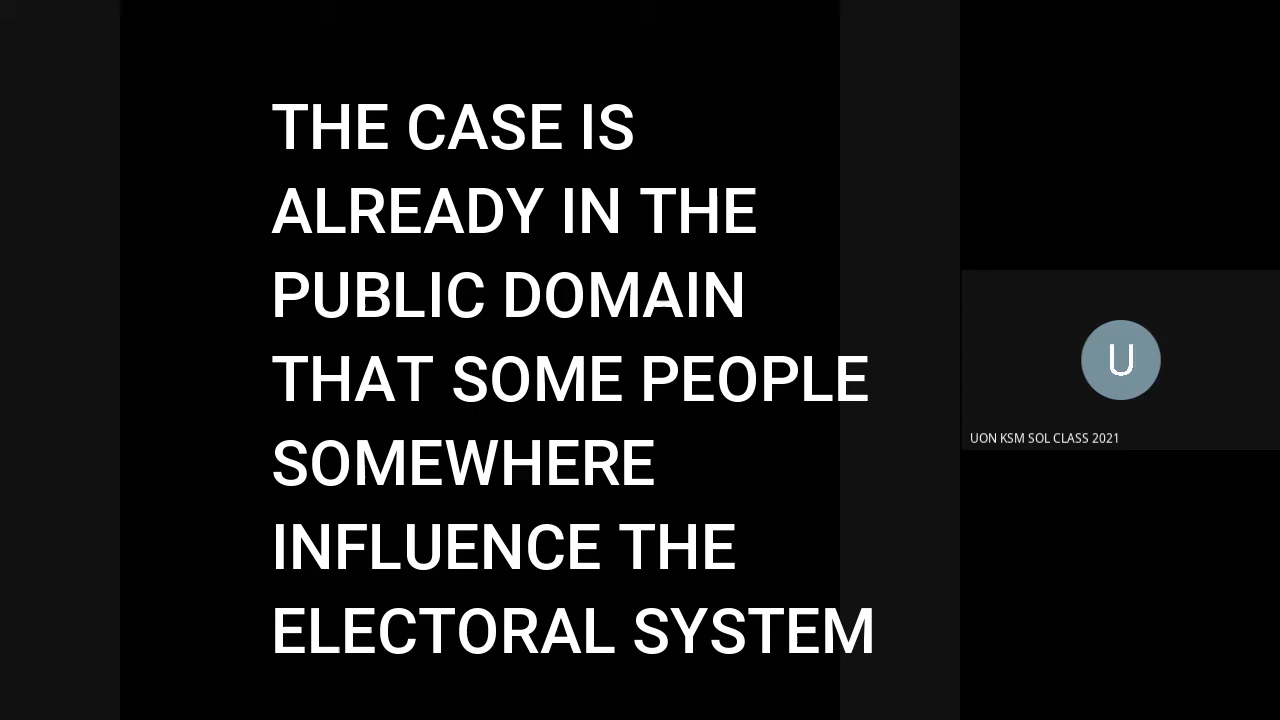 THE CASE IS
ALREADY IN THE
PUBLIC DOMAIN
THAT SOME PEOPLE
SOMEWHERE
INFLUENCE THE
ELECTORAL SYSTEM
U
UON KSM SOL CLASS 2021